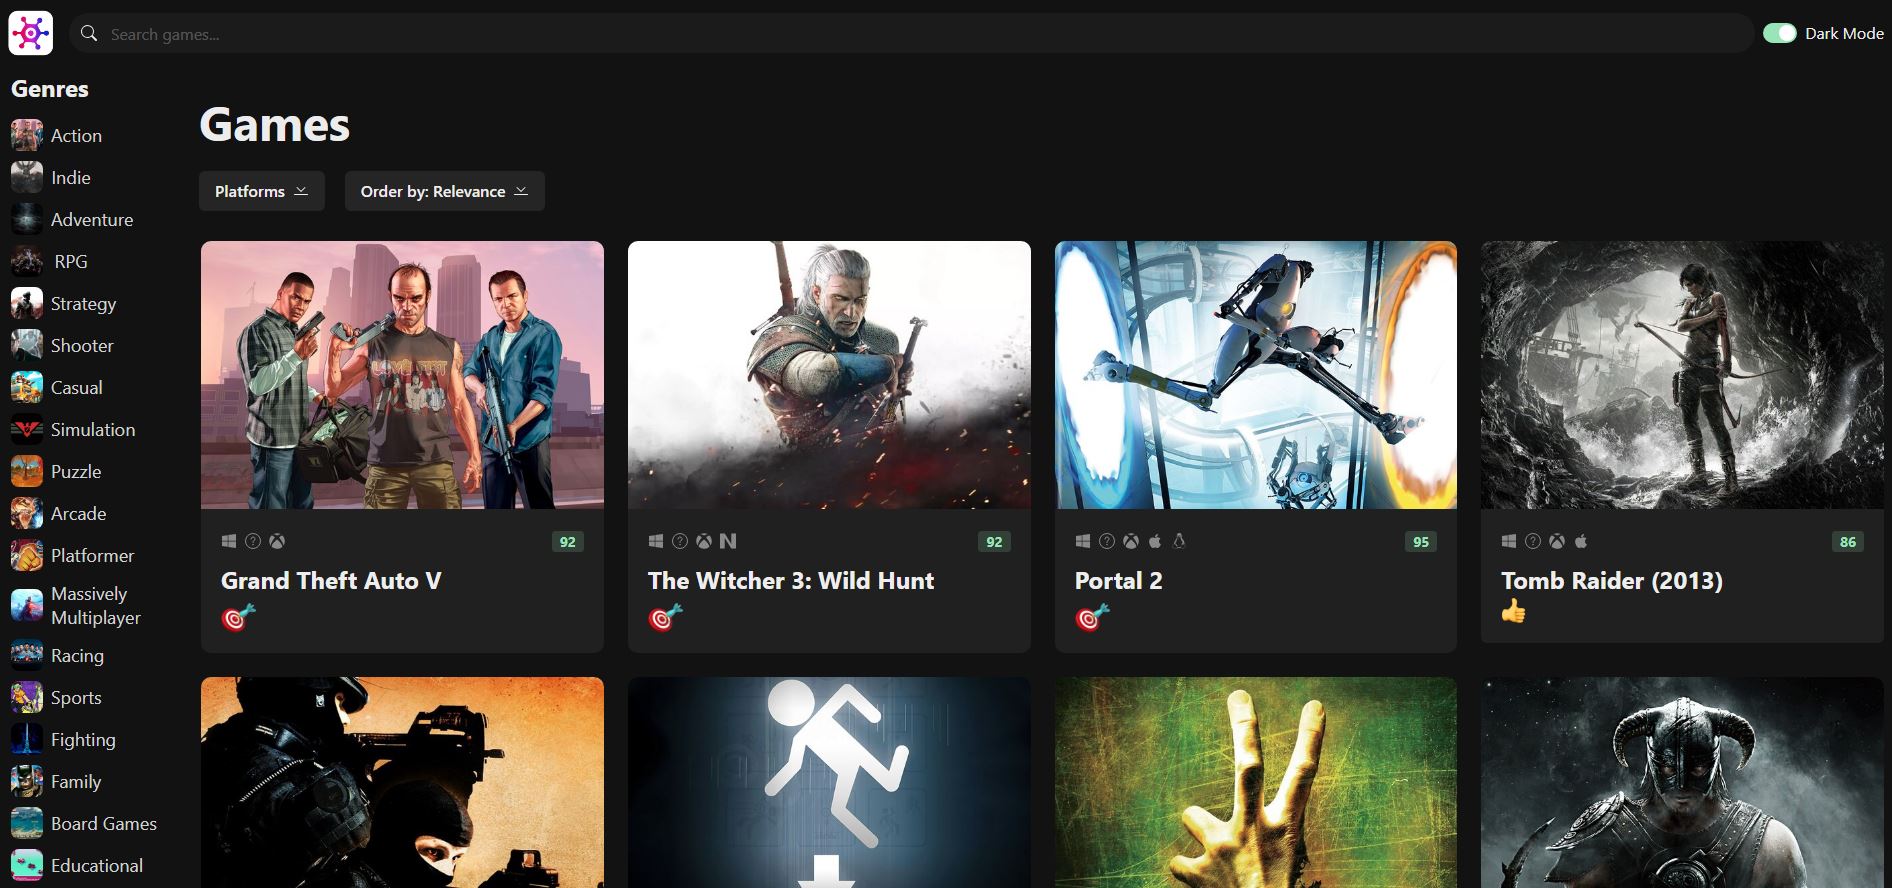 Search games...
Dark Mode
Genres
Action
Indie
Adventure
RPG
Strategy
Shooter
Casual
Simulation
Puzzle
Arcade
Platformer
Massively
Multiplayer
Racing
Sports
Fighting
Family
Board Games
Educational
Games
Platforms
Order by: Relevance
92
Grand Theft Auto V
92
The Witcher 3: Wild Hunt
95
Portal 2
86
Tomb Raider (2013)